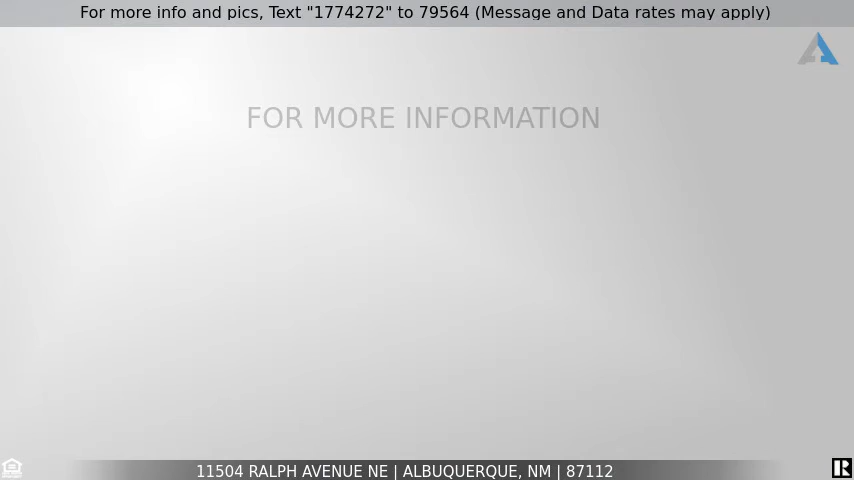 For more info and pics, Text "1774272" to 79564 (Message and Data rates may apply)
FOR MORE INFORMATION
11504 RALPH AVENUE NE | ALBUQUERQUE, NM | 87112